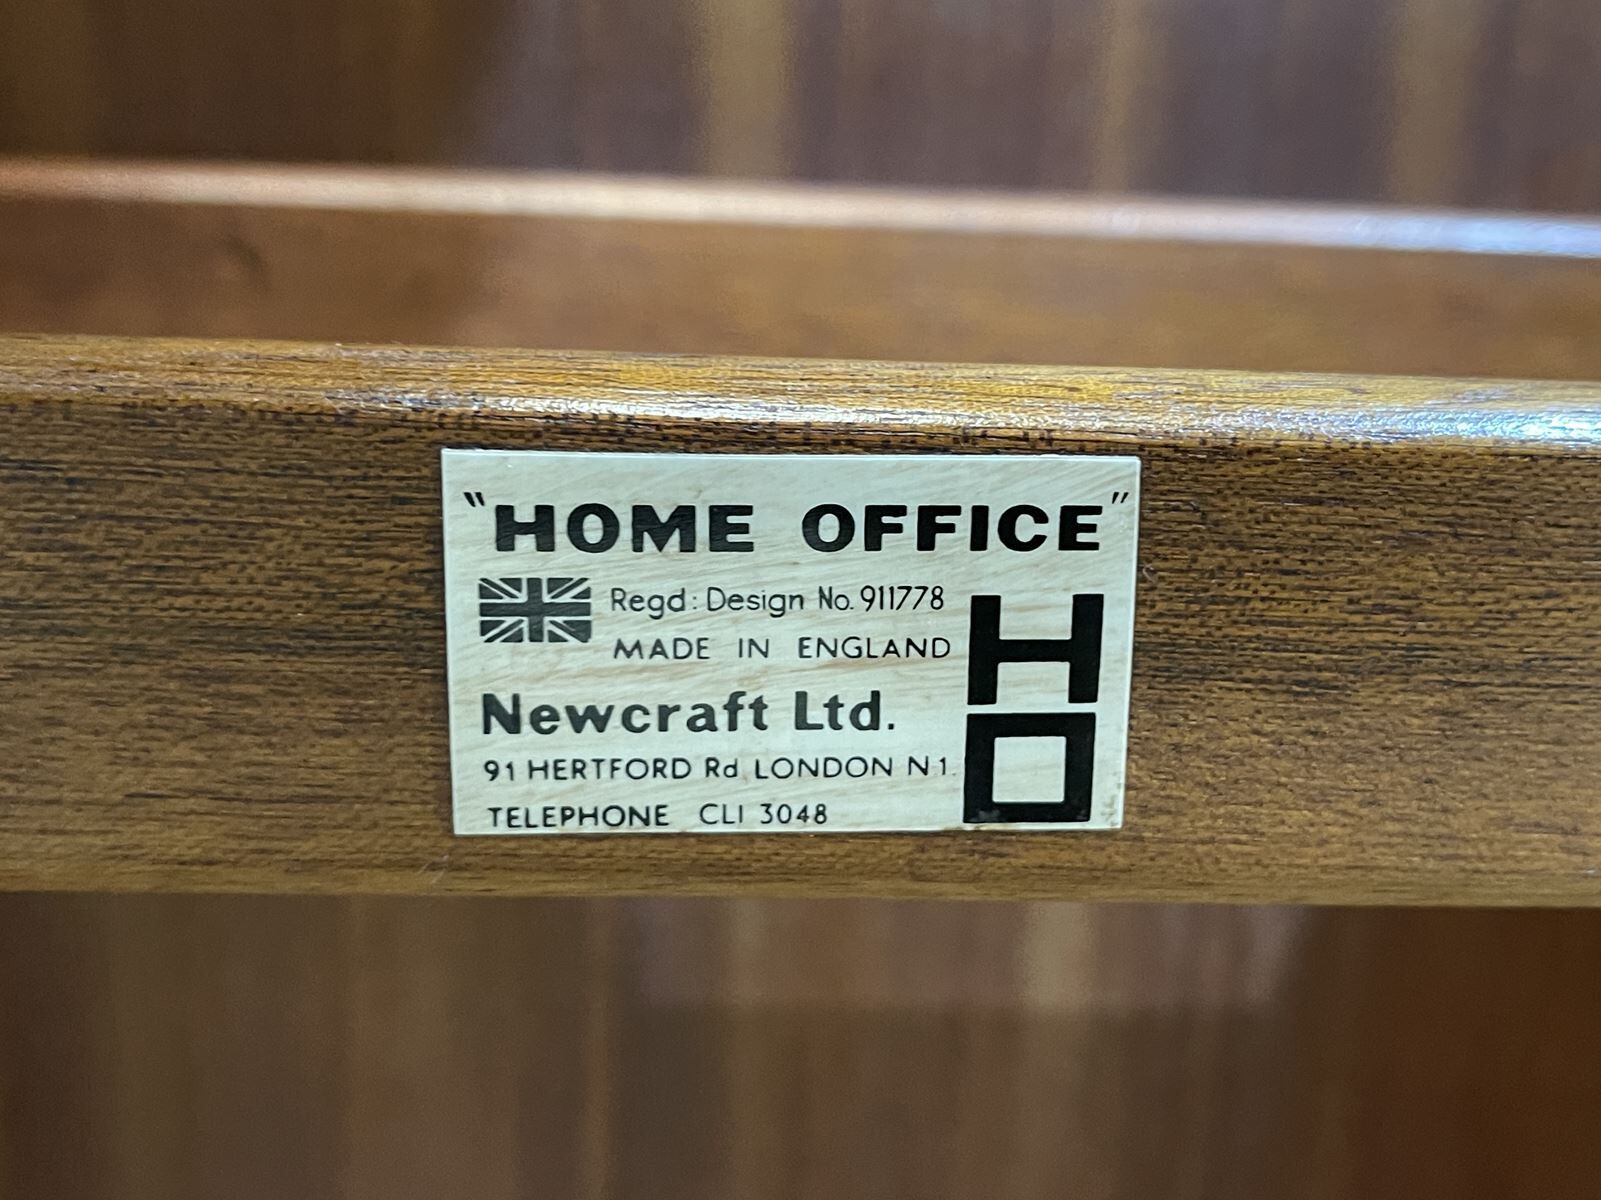 "HOME OFFICE"
Regd: Design No. 911778
MADE IN ENGLAND
HO
Newcraft Ltd.
91 HERTFORD Rd. LONDON N1.
TELEPHONE CLI 3048